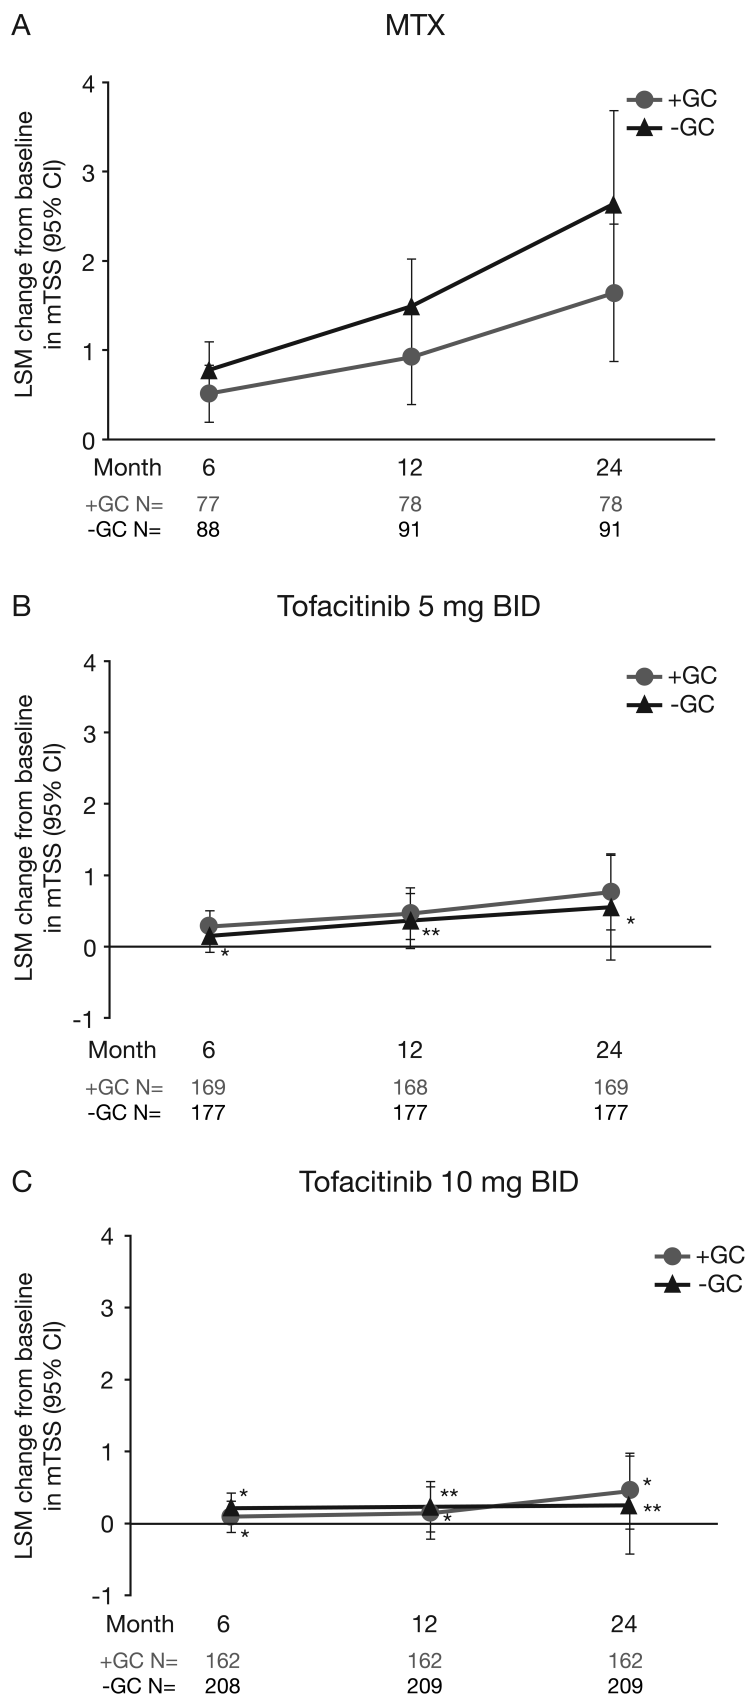 A
MTX
LSM change from baseline
in mTSS (95% CI)
4
3
2
1
0
+GC
-GC
Month 6 12 24
+GC N= 77 78 78
-GC N= 88 91 91
B
Tofacitinib 5 mg BID
LSM change from baseline
in mTSS (95% CI)
4
3
2
1
0
-1
+GC
-GC
*
**
*
Month 6 12 24
+GC N= 169 168 169
-GC N= 177 177 177
C
Tofacitinib 10 mg BID
LSM change from baseline
in mTSS (95% CI)
4
3
2
1
0
-1
+GC
-GC
*
*
**
*
*
**
Month 6 12 24
+GC N= 162 162 162
-GC N= 208 209 209